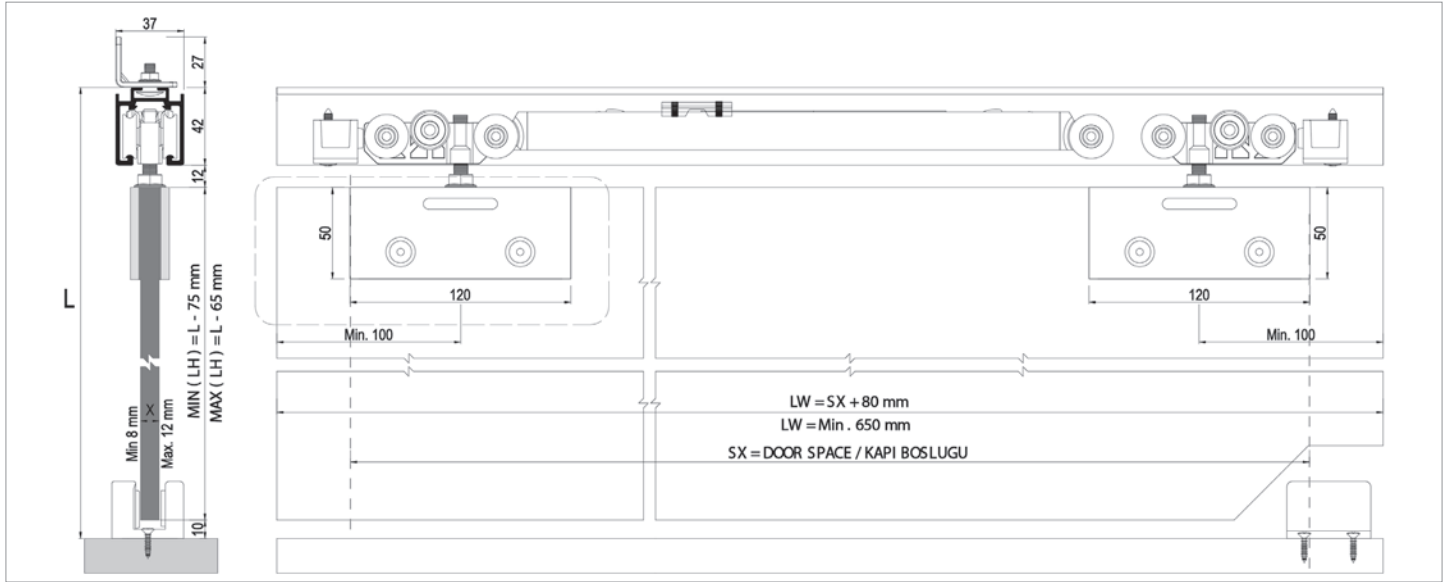 37
27
42
12
L
MIN ( LH ) = L - 75 mm
MAX ( LH ) = L - 65 mm
X
Min 8 mm
Max. 12 mm
10
50
120
Min. 100
50
120
Min. 100
LW = SX + 80 mm
LW = Min . 650 mm
SX = DOOR SPACE / KAPI BOSLUGU